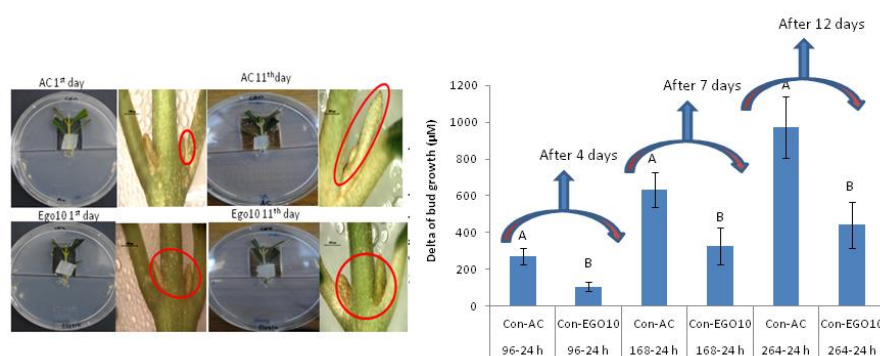 AC 1st day
AC 11th day
Ego10 1st day
Ego10 11th day
After 12 days
After 7 days
After 4 days
Delta of bud growth (µM)
1200
1000
800
600
400
200
0
A
B
A
B
A
B
Con-AC
Con-EGO10
Con-AC
Con-EGO10
Con-AC
Con-EGO10
96-24 h
96-24 h
168-24 h
168-24 h
264-24 h
264-24 h